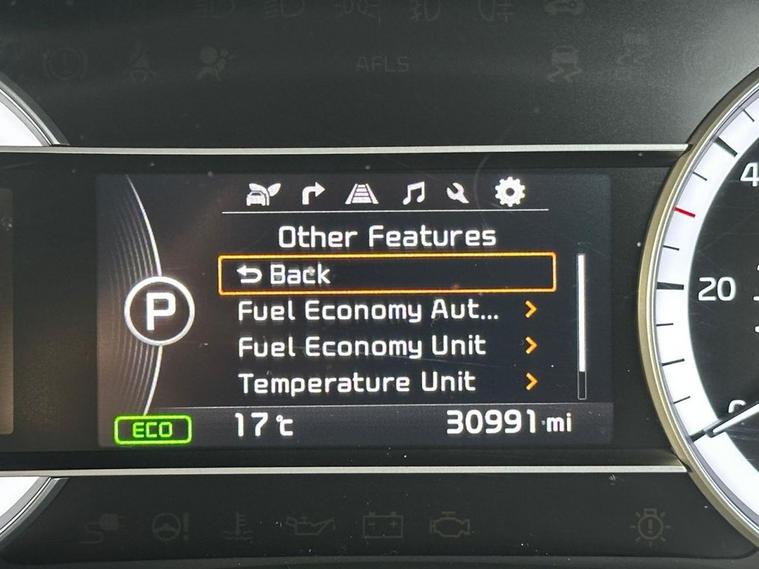 AFLS
Other Features
Back
Fuel Economy Aut...
Fuel Economy Unit
Temperature Unit
P
ECO
17 °C
30991 mi
20